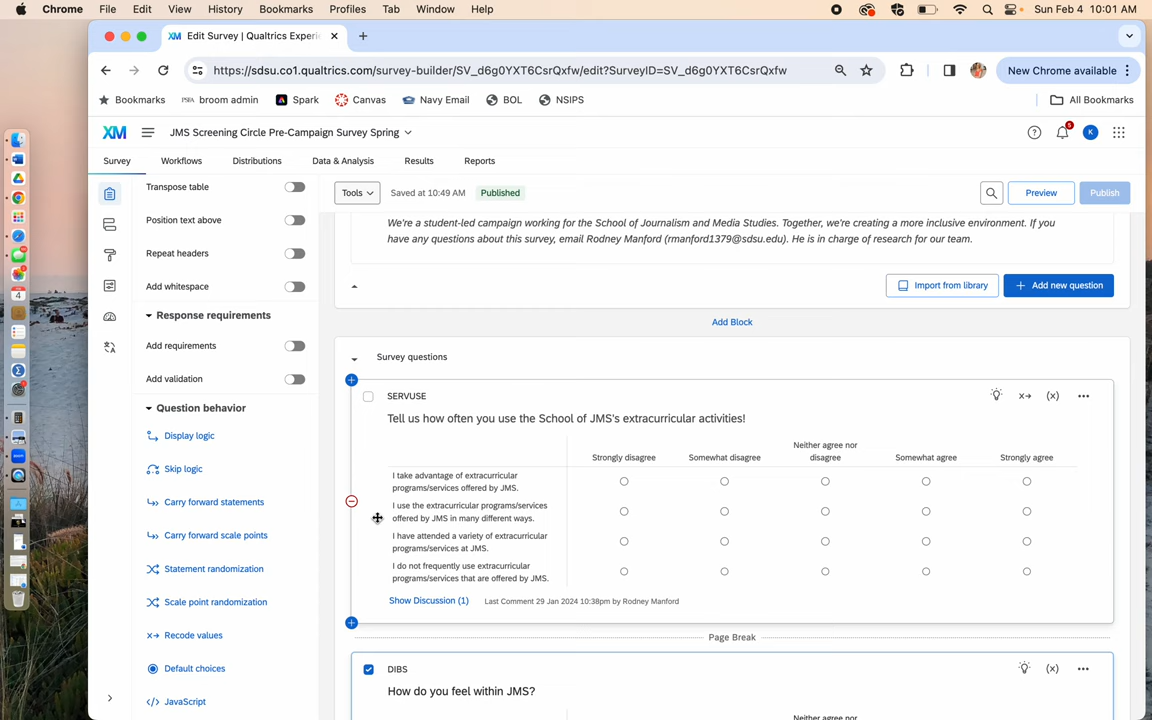 Chrome File Edit View History Bookmarks Profiles Tab Window Help Sun Feb 4 10:01 AM
XM Edit Survey | Qualtrics Experi
https://sdsu.co1.qualtrics.com/survey-builder/SV_d6g0YXT6CsrQxfw/edit?SurveyID=SV_d6g0YXT6CsrQxfw New Chrome available
Bookmarks PSFA broom admin Spark Canvas Navy Email BOL NSIPS All Bookmarks
XM JMS Screening Circle Pre-Campaign Survey Spring 5 K
Survey Workflows Distributions Data & Analysis Results Reports
Transpose table
Position text above
Repeat headers
Add whitespace
Response requirements
Add requirements
Add validation
Question behavior
Display logic
Skip logic
Carry forward statements
Carry forward scale points
Statement randomization
Scale point randomization
Recode values
Default choices
JavaScript
Tools Saved at 10:49 AM Published Preview Publish
We're a student-led campaign working for the School of Journalism and Media Studies. Together, we're creating a more inclusive environment. If you
have any questions about this survey, email Rodney Manford (rmanford1379@sdsu.edu). He is in charge of research for our team.
Import from library Add new question
Add Block
Survey questions
SERVUSE
Tell us how often you use the School of JMS's extracurricular activities!
Strongly disagree Somewhat disagree Neither agree nor disagree Somewhat agree Strongly agree
I take advantage of extracurricular
programs/services offered by JMS.
I use the extracurricular programs/services
offered by JMS in many different ways.
I have attended a variety of extracurricular
programs/services at JMS.
I do not frequently use extracurricular
programs/services that are offered by JMS.
Show Discussion (1) Last Comment 29 Jan 2024 10:38pm by Rodney Manford
Page Break
DIBS
How do you feel within JMS?
Neither agree nor